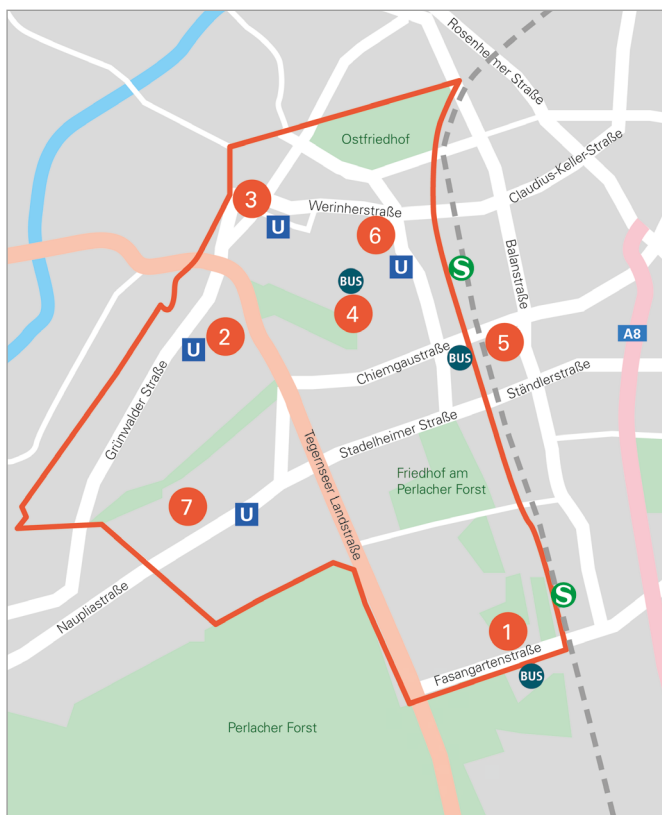 Rosenheimer Straße
Ostfriedhof
Claudius-Keller-Straße
3
Werinherstraße
U
6
U
S
Balanstraße
BUS
4
2
U
5
A8
BUS
Chiemgaustraße
Ständlerstraße
Grünwalder Straße
Stadelheimer Straße
Tegernseer Landstraße
Friedhof am
Perlacher Forst
7
U
Naupliastraße
S
1
Fasangartenstraße
BUS
Perlacher Forst